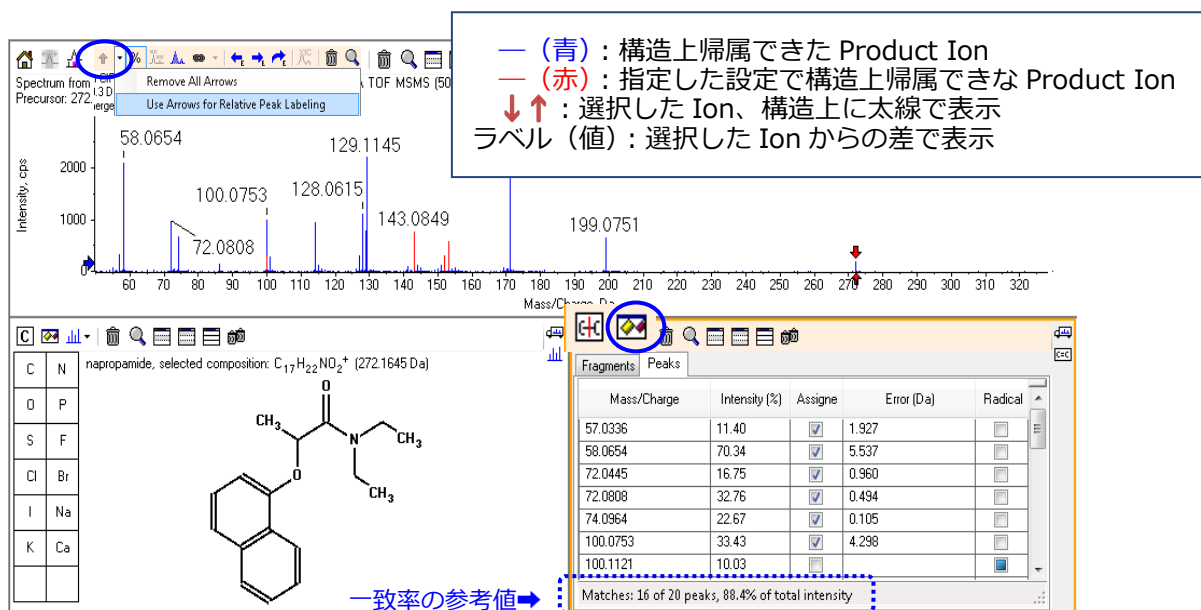 ― (青):構造上帰属できた Product Ion
― (赤):指定した設定で構造上帰属できな Product Ion
↓↑:選択した Ion、構造上に太線で表示
ラベル(値):選択した Ion からの差で表示
Spectrum from
Precursor: 272
TOF MSMS (50
Remove All Arrows
Use Arrows for Relative Peak Labeling
Intensity, cps
2000
1000
0
58.0654
129.1145
100.0753
128.0615
143.0849
72.0808
199.0751
60 70 80 90 100 110 120 130 140 150 160 170 180 190 200 210 220 230 240 250 260 270 280 290 300 310 320
Mass/Charge, Da
C
C N
O P
S F
Cl Br
I Na
K Ca
napropamide, selected composition: C₁₇H₂₂NO₂⁺ (272.1645 Da)
O
CH₃
N
CH₃
O
CH₃
一致率の参考値➡
Fragments Peaks
Mass/Charge Intensity (%) Assigne Error (Da) Radical
57.0336 11.40 1.927
58.0654 70.34 5.537
72.0445 16.75 0.960
72.0808 32.76 0.494
74.0964 22.67 0.105
100.0753 33.43 4.298
100.1121 10.03
Matches: 16 of 20 peaks, 88.4% of total intensity